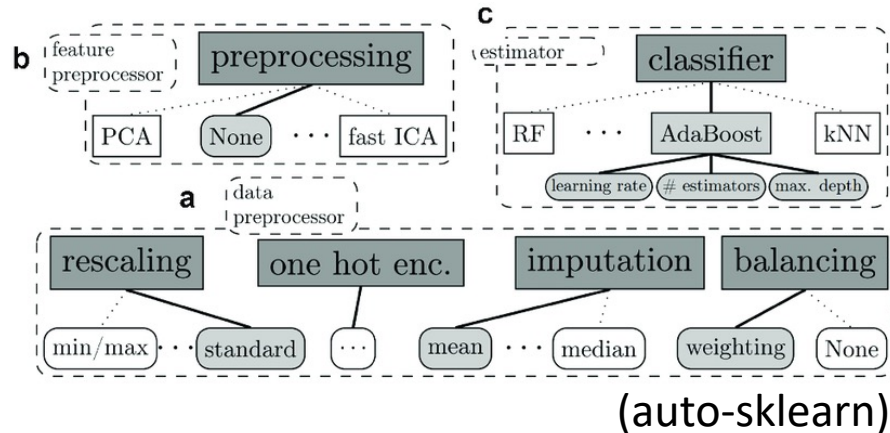 b
feature
preprocessor
preprocessing
PCA
None
· · ·
fast ICA
c
estimator
classifier
RF
· · ·
AdaBoost
kNN
learning rate
# estimators
max. depth
a
data
preprocessor
rescaling
one hot enc.
imputation
balancing
min/max
· · ·
standard
···
mean
· · ·
median
weighting
None
(auto-sklearn)